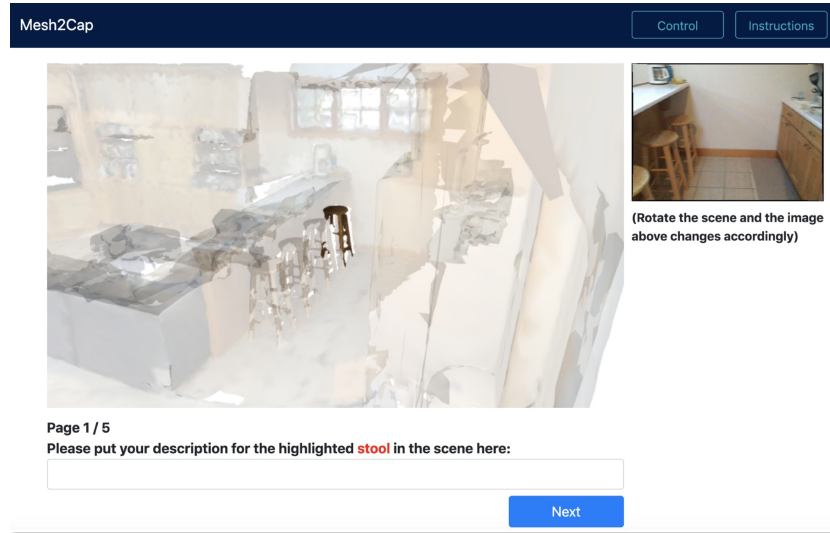 Mesh2Cap
Control
Instructions
(Rotate the scene and the image
above changes accordingly)
Page 1 / 5
Please put your description for the highlighted stool in the scene here:
Next